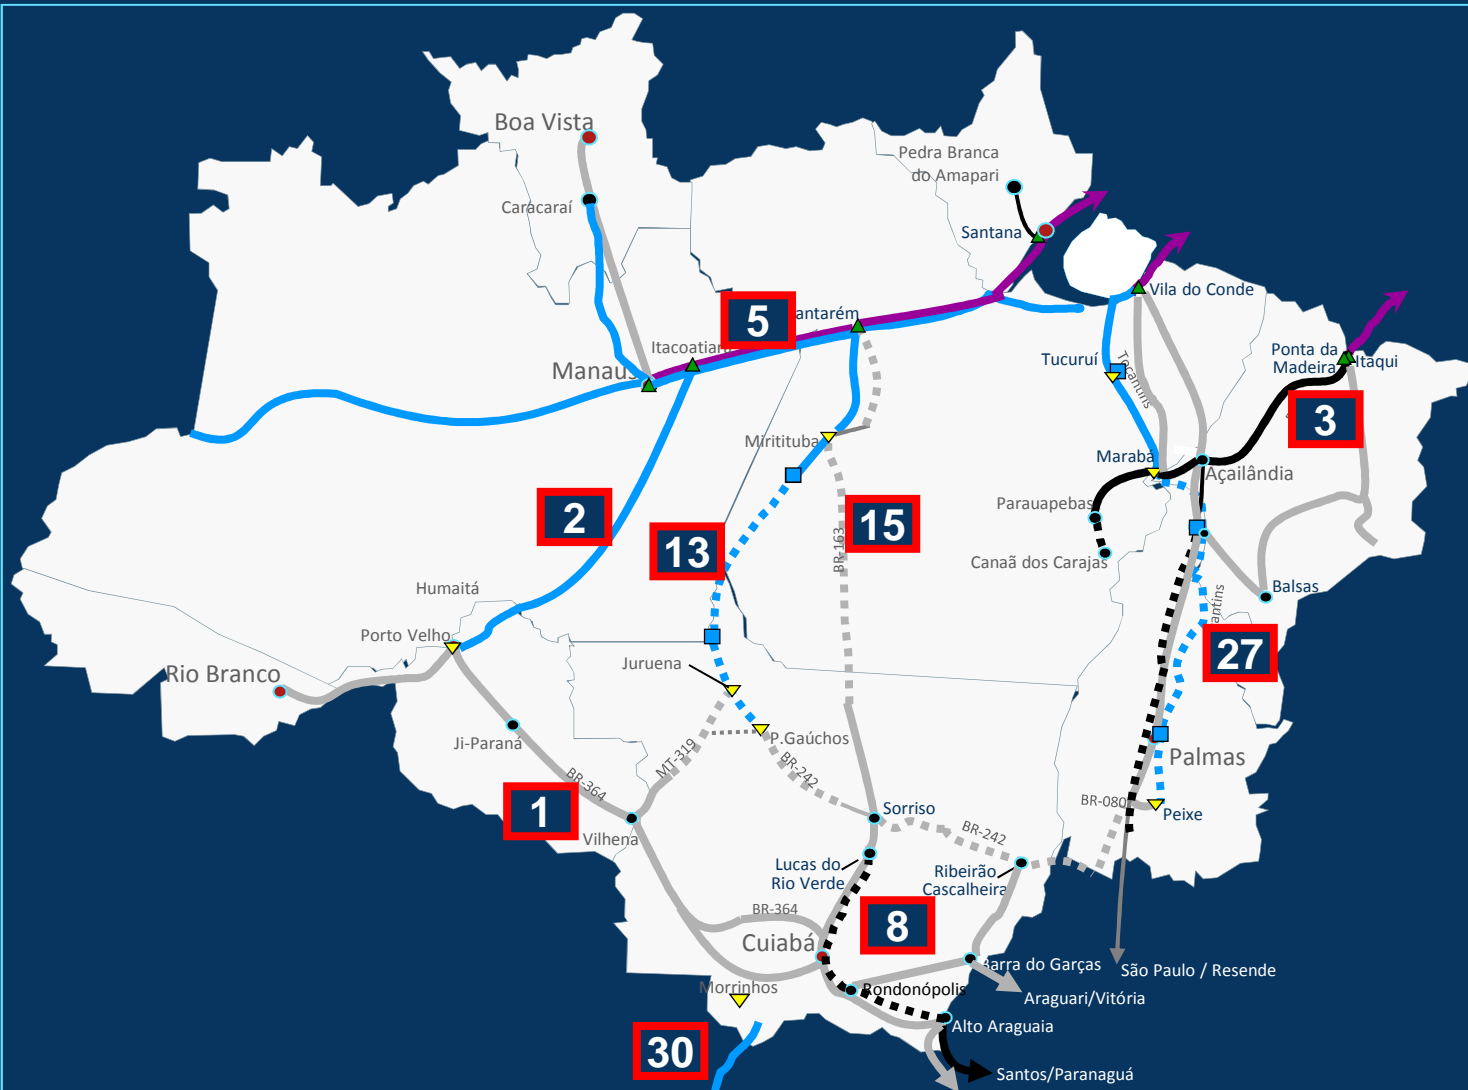 Boa Vista
Pedra Branca
do Amapari
Caracaraí
Santana
Vila do Conde
5
antarém
Itacoatiar
Manaus
Tucuruí
Tocantins
Ponta da
Madeira
Itaqui
3
Miritituba
Marabá
Açailândia
2
13
15
BR-163
Parauapebas
Canaã dos Carajas
Humaitá
Balsas
antins
Porto Velho
27
Rio Branco
Juruena
Ji-Paraná
MT-319
P.Gaúchos
BR-242
Palmas
BR-364
1
BR-080
Peixe
Sorriso
Vilhena
BR-242
Lucas do
Rio Verde
Ribeirão
Cascalheira
BR-364
8
Cuiabá
Barra do Garças
São Paulo / Resende
Morrinhos
Rondonópolis
Araguari/Vitória
Alto Araguaia
30
Santos/Paranaguá